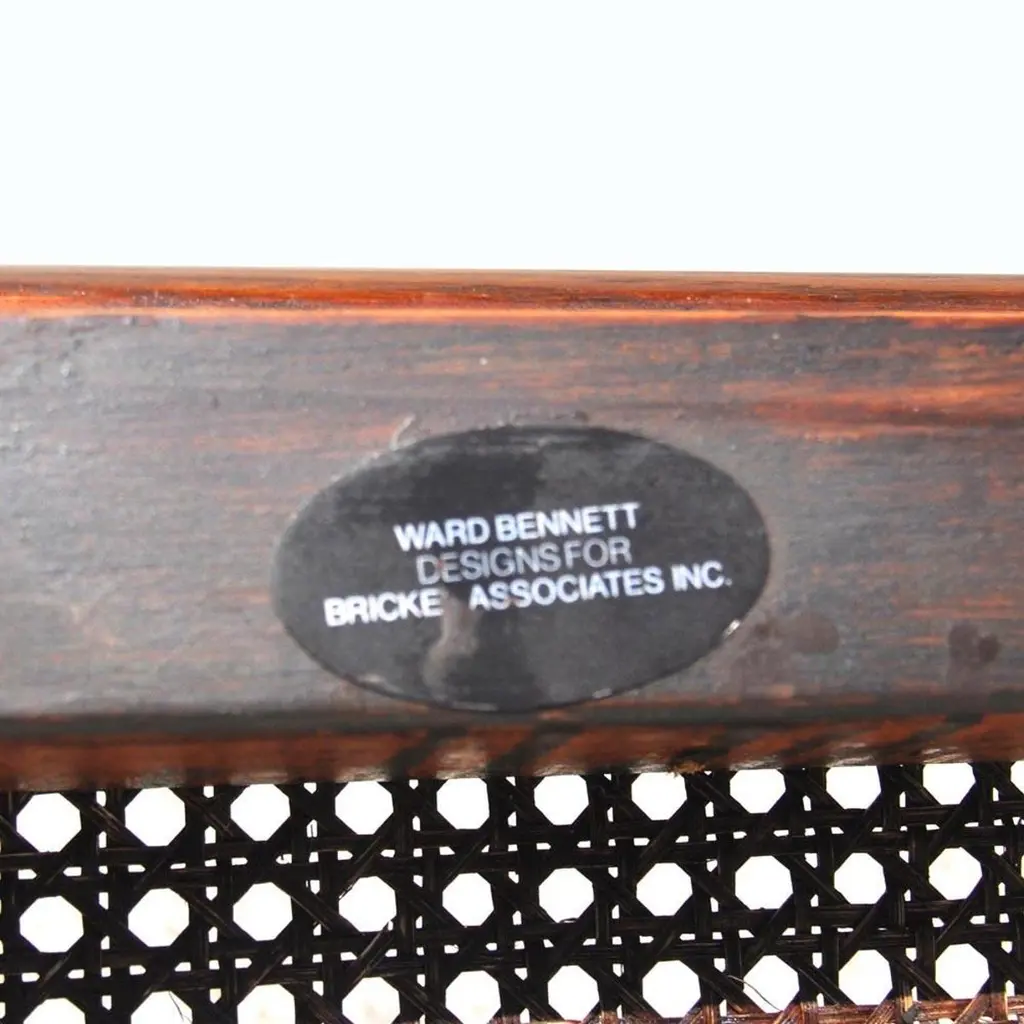 WARD BENNETT
DESIGNS FOR
BRICKE ASSOCIATES INC.